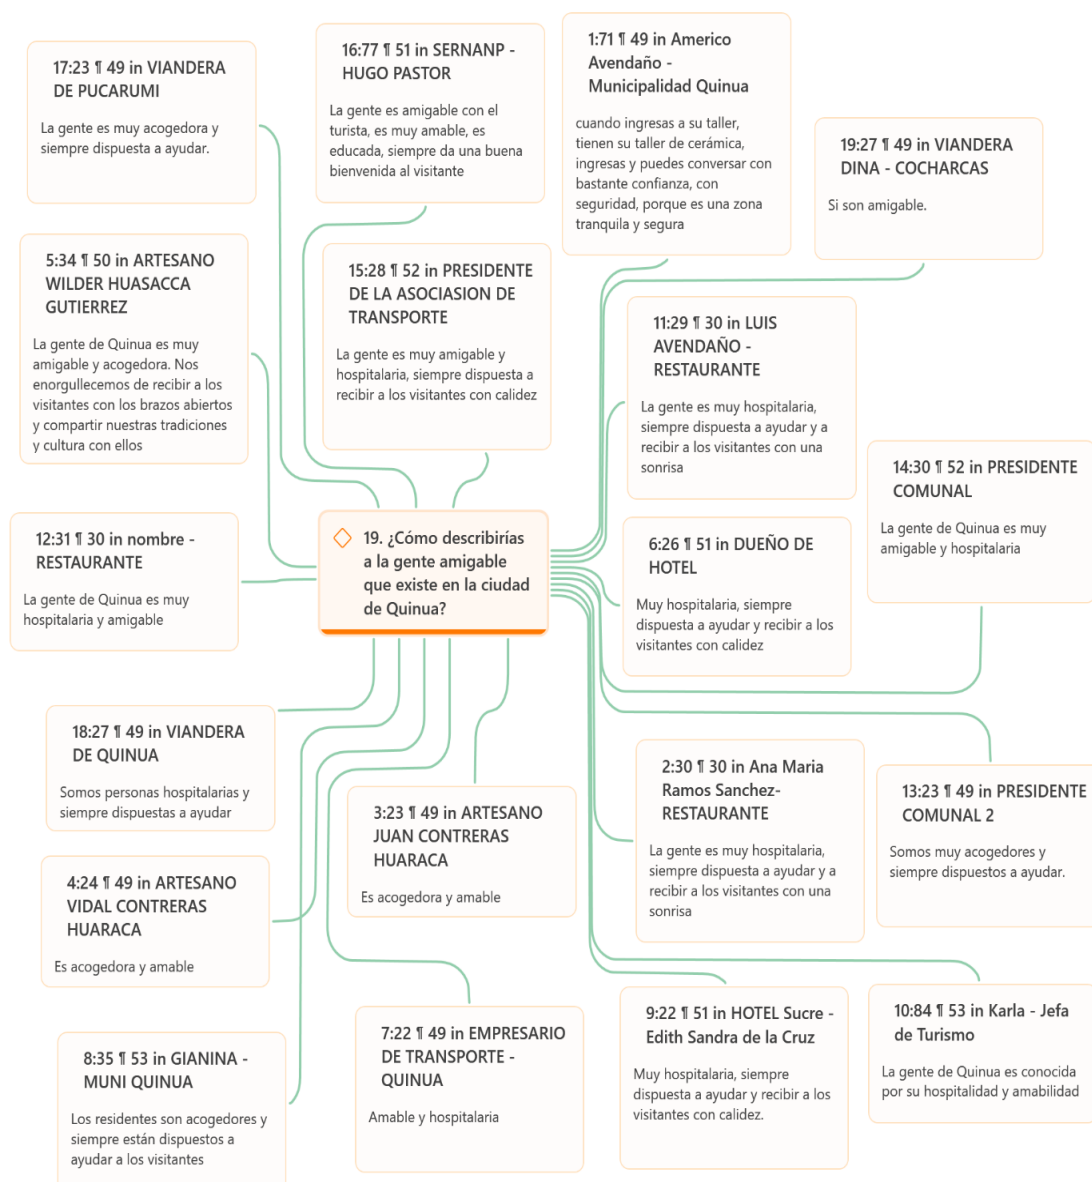 17:23 ¶ 49 in VIANDERA
DE PUCARUMI
La gente es muy acogedora y
siempre dispuesta a ayudar.
16:77 ¶ 51 in SERNANP -
HUGO PASTOR
La gente es amigable con el
turista, es muy amable, es
educada, siempre da una buena
bienvenida al visitante
1:71 ¶ 49 in Americo
Avendaño -
Municipalidad Quinua
cuando ingresas a su taller,
tienen su taller de cerámica,
ingresas y puedes conversar con
bastante confianza, con
seguridad, porque es una zona
tranquila y segura
19:27 ¶ 49 in VIANDERA
DINA - COCHARCAS
Si son amigable.
5:34 ¶ 50 in ARTESANO
WILDER HUASACCA
GUTIERREZ
La gente de Quinua es muy
amigable y acogedora. Nos
enorgullecemos de recibir a los
visitantes con los brazos abiertos
y compartir nuestras tradiciones
y cultura con ellos
15:28 ¶ 52 in PRESIDENTE
DE LA ASOCIASION DE
TRANSPORTE
La gente es muy amigable y
hospitalaria, siempre dispuesta a
recibir a los visitantes con calidez
11:29 ¶ 30 in LUIS
AVENDAÑO -
RESTAURANTE
La gente es muy hospitalaria,
siempre dispuesta a ayudar y a
recibir a los visitantes con una
sonrisa
14:30 ¶ 52 in PRESIDENTE
COMUNAL
La gente de Quinua es muy
amigable y hospitalaria
12:31 ¶ 30 in nombre -
RESTAURANTE
La gente de Quinua es muy
hospitalaria y amigable
19. ¿Cómo describirías
a la gente amigable
que existe en la ciudad
de Quinua?
6:26 ¶ 51 in DUEÑO DE
HOTEL
Muy hospitalaria, siempre
dispuesta a ayudar y recibir a los
visitantes con calidez
18:27 ¶ 49 in VIANDERA
DE QUINUA
Somos personas hospitalarias y
siempre dispuestas a ayudar
3:23 ¶ 49 in ARTESANO
JUAN CONTRERAS
HUARACA
Es acogedora y amable
2:30 ¶ 30 in Ana Maria
Ramos Sanchez-
RESTAURANTE
La gente es muy hospitalaria,
siempre dispuesta a ayudar y a
recibir a los visitantes con una
sonrisa
13:23 ¶ 49 in PRESIDENTE
COMUNAL 2
Somos muy acogedores y
siempre dispuestos a ayudar.
4:24 ¶ 49 in ARTESANO
VIDAL CONTRERAS
HUARACA
Es acogedora y amable
8:35 ¶ 53 in GIANINA -
MUNI QUINUA
Los residentes son acogedores y
siempre están dispuestos a
ayudar a los visitantes
7:22 ¶ 49 in EMPRESARIO
DE TRANSPORTE -
QUINUA
Amable y hospitalaria
9:22 ¶ 51 in HOTEL Sucre -
Edith Sandra de la Cruz
Muy hospitalaria, siempre
dispuesta a ayudar y recibir a los
visitantes con calidez.
10:84 ¶ 53 in Karla - Jefa
de Turismo
La gente de Quinua es conocida
por su hospitalidad y amabilidad